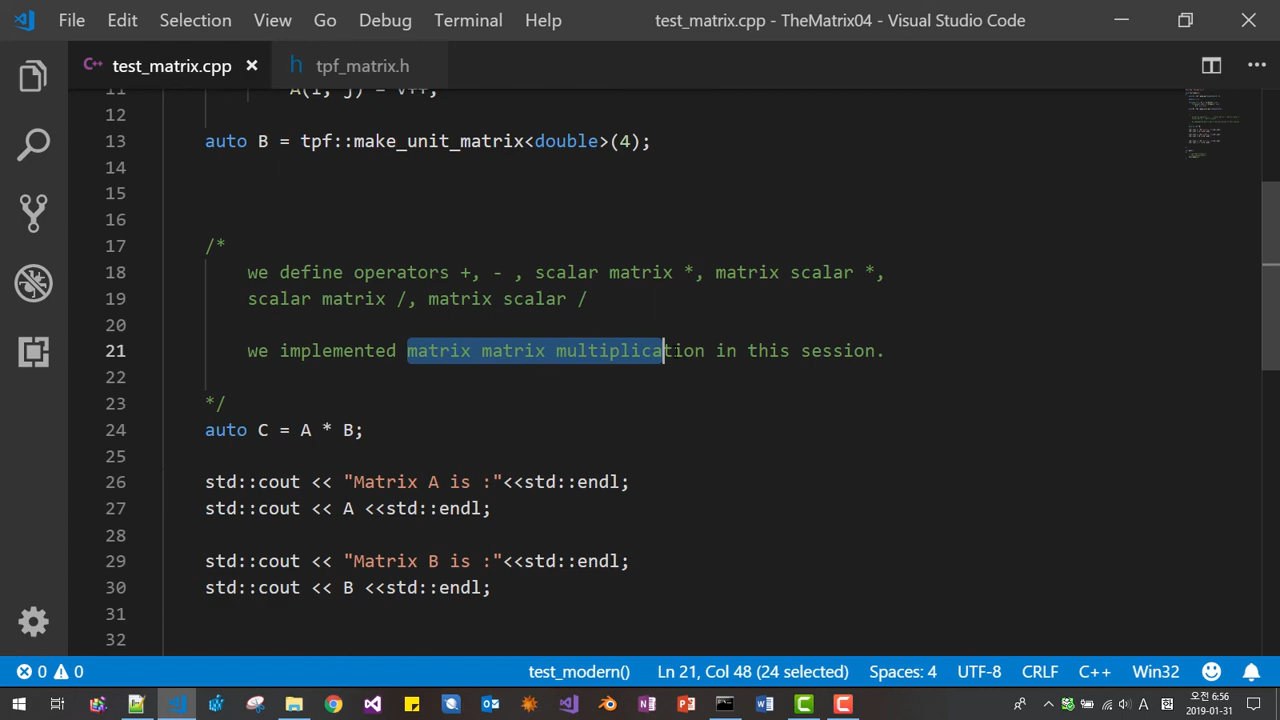 File Edit Selection View Go Debug Terminal Help test_matrix.cpp - TheMatrix04 - Visual Studio Code
C++ test_matrix.cpp × h tpf_matrix.h ...
11 A(i, j) = v++;
12
13 auto B = tpf::make_unit_matrix<double>(4);
14
15
16
17 /*
18 we define operators +, - , scalar matrix *, matrix scalar *,
19 scalar matrix /, matrix scalar /
20
21 we implemented matrix matrix multiplication in this session.
22
23 */
24 auto C = A * B;
25
26 std::cout << "Matrix A is :"<<std::endl;
27 std::cout << A <<std::endl;
28
29 std::cout << "Matrix B is :"<<std::endl;
30 std::cout << B <<std::endl;
31
32
0 0 test_modern() Ln 21, Col 48 (24 selected) Spaces: 4 UTF-8 CRLF C++ Win32
A 오전 6:56
2019-01-31